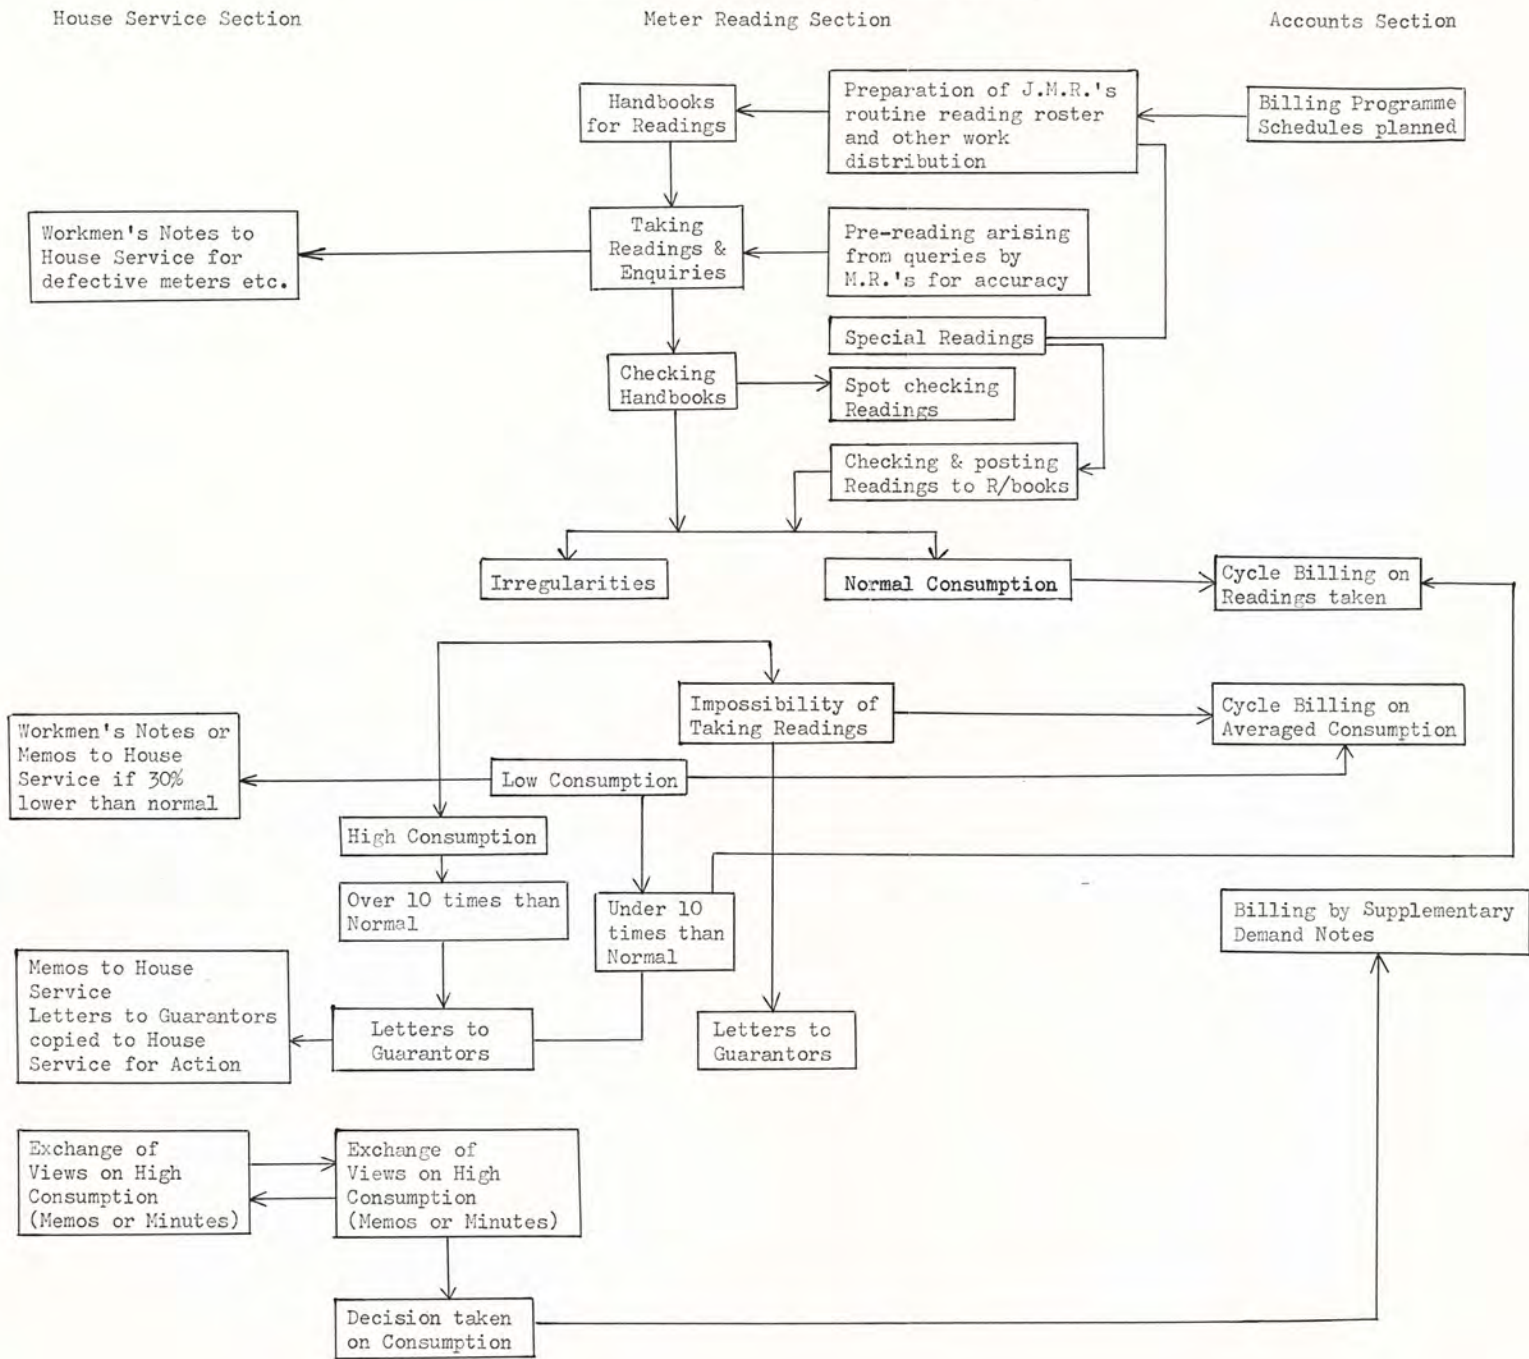 House Service Section
Meter Reading Section
Accounts Section
Handbooks
for Readings
Preparation of J.M.R.'s
routine reading roster
and other work
distribution
Billing Programme
Schedules planned
Workmen's Notes to
House Service for
defective meters etc.
Taking
Readings &
Enquiries
Pre-reading arising
from queries by
M.R.'s for accuracy
Special Readings
Checking
Handbooks
Spot checking
Readings
Checking & posting
Readings to R/books
Irregularities
Normal Consumption
Cycle Billing on
Readings taken
Impossibility of
Taking Readings
Cycle Billing on
Averaged Consumption
Workmen's Notes or
Memos to House
Service if 30%
lower than normal
Low Consumption
High Consumption
Over 10 times than
Normal
Under 10
times than
Normal
Billing by Supplementary
Demand Notes
Memos to House
Service
Letters to Guarantors
copied to House
Service for Action
Letters to
Guarantors
Letters to
Guarantors
Exchange of
Views on High
Consumption
(Memos or Minutes)
Exchange of
Views on High
Consumption
(Memos or Minutes)
Decision taken
on Consumption